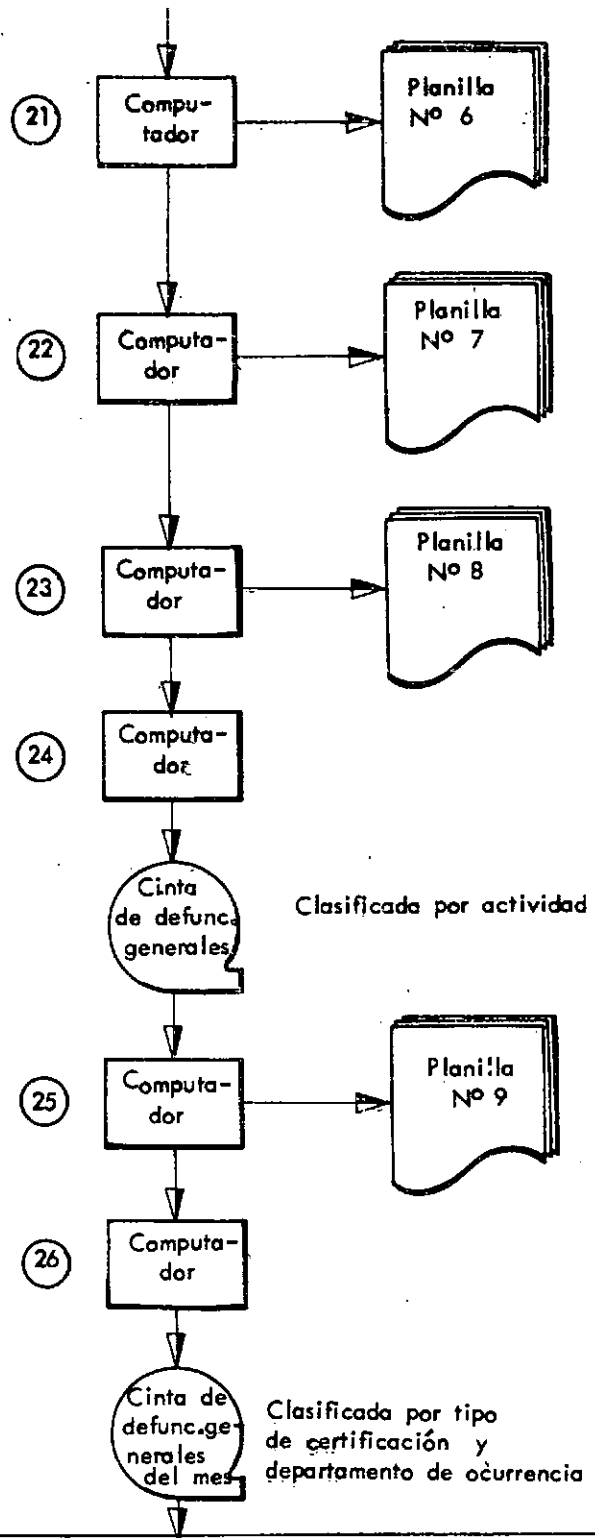 21
Compu-
tador
Planilla
Nº 6
22
Computa-
dor
Planilla
Nº 7
23
Computa-
dor
Planilla
Nº 8
24
Computa-
dor
Cinta
de defunc.
generales
Clasificada por actividad
25
Computa-
dor
Planilla
Nº 9
26
Computa-
dor
Cinta de
defunc.ge-
nerales
del mes
Clasificada por tipo
de certificación y
departamento de ocurrencia